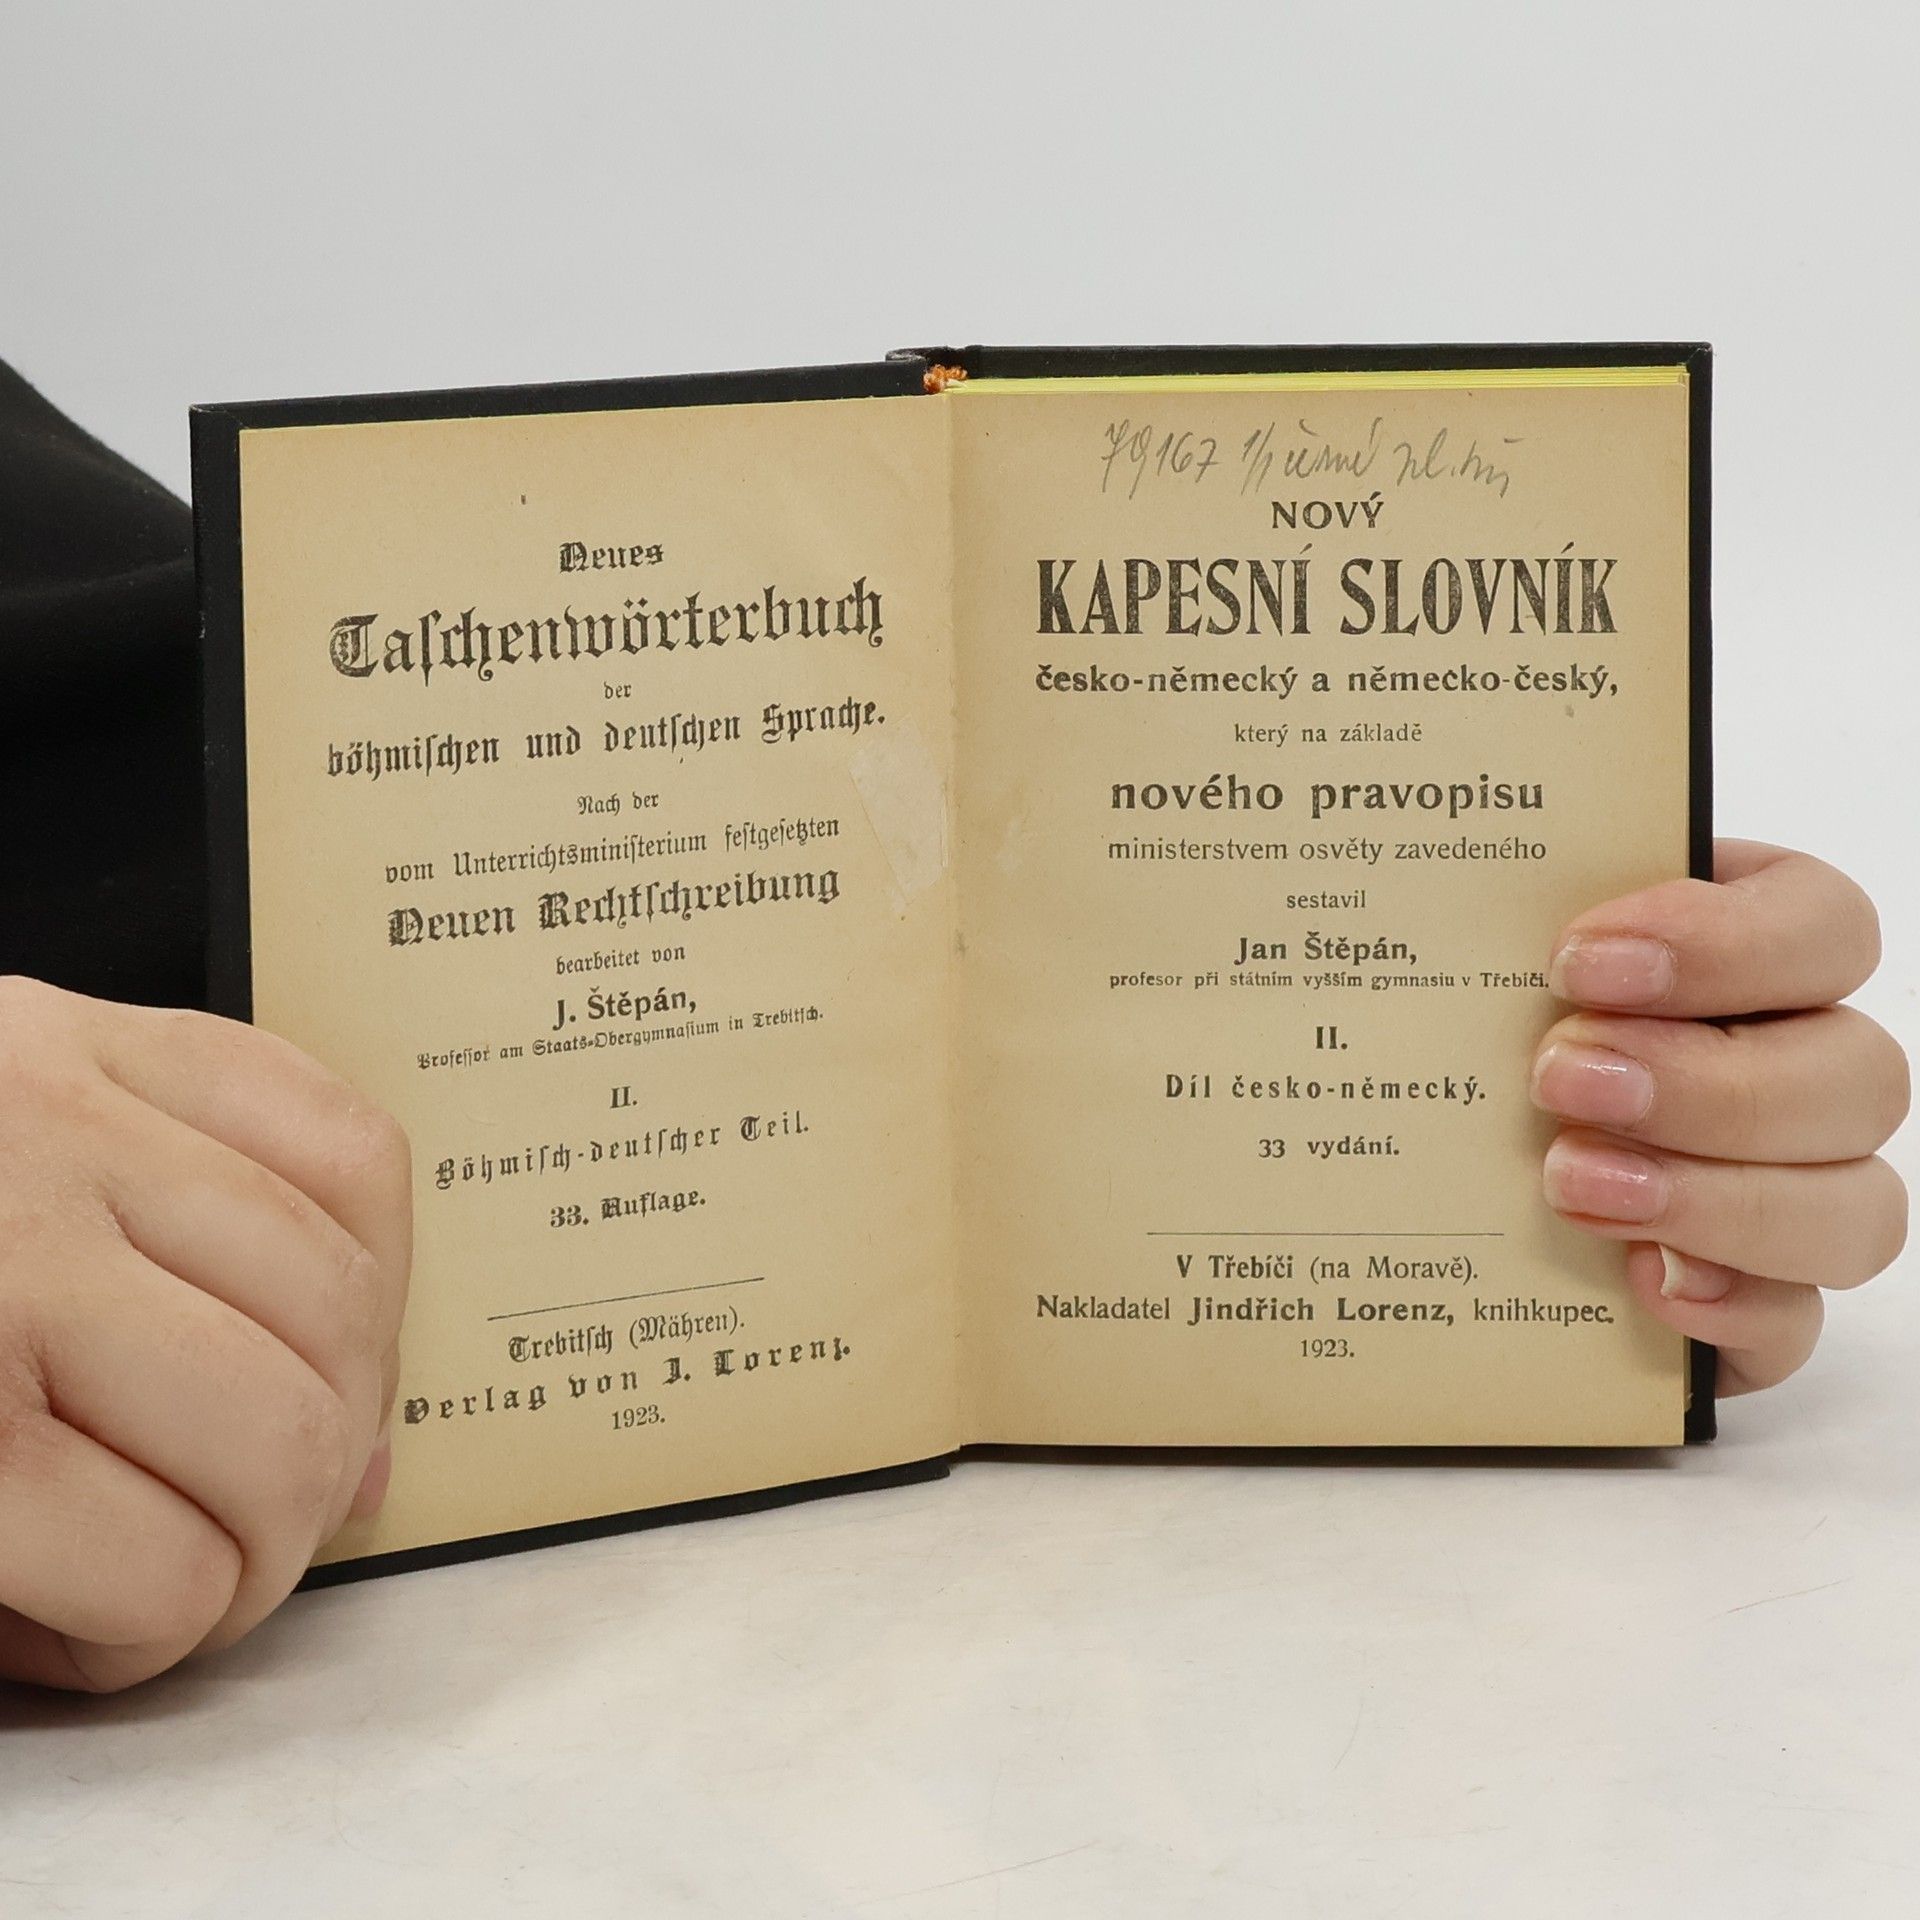 Neues
Taſchenwörterbuch
der
böhmiſchen und deutſchen Sprache.
Nach der
vom Unterrichtsminiſterium feſtgeſetzten
Neuen Rechtſchreibung
bearbeitet von
J. Štěpán,
Profeſſor am Staats-Obergymnaſium in Trebitſch.
II.
Böhmiſch-deutſcher Teil.
33. Auflage.
Trebitſch (Mähren).
Verlag von J. Lorenz.
1923.
79167 1/1
NOVÝ
KAPESNÍ SLOVNÍK
česko-německý a německo-český,
který na základě
nového pravopisu
ministerstvem osvěty zavedeného
sestavil
Jan Štěpán,
profesor při státním vyšším gymnasiu v Třebíči.
II.
Díl česko-německý.
33 vydání.
V Třebíči (na Moravě).
Nakladatel Jindřich Lorenz, knihkupec.
1923.